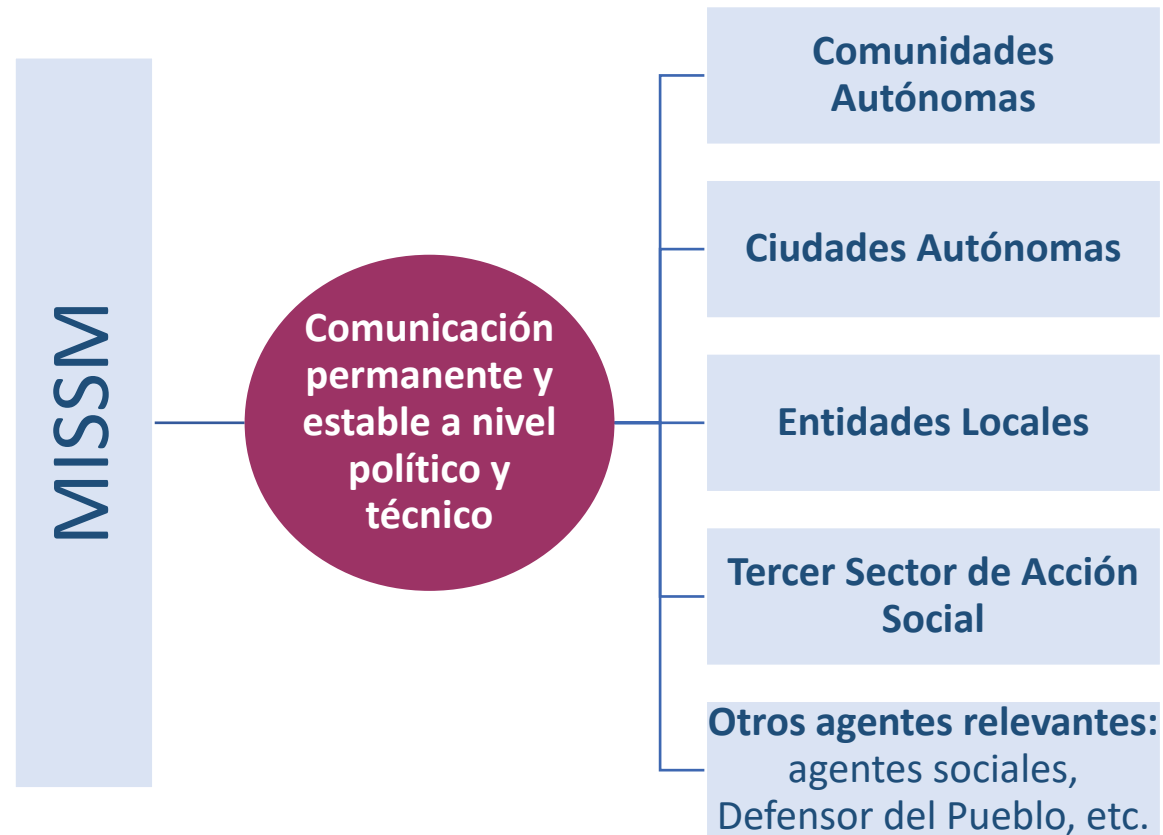 MISSM
Comunicación
permanente y
estable a nivel
político y
técnico
Comunidades
Autónomas
Ciudades Autónomas
Entidades Locales
Tercer Sector de Acción
Social
Otros agentes relevantes:
agentes sociales,
Defensor del Pueblo, etc.